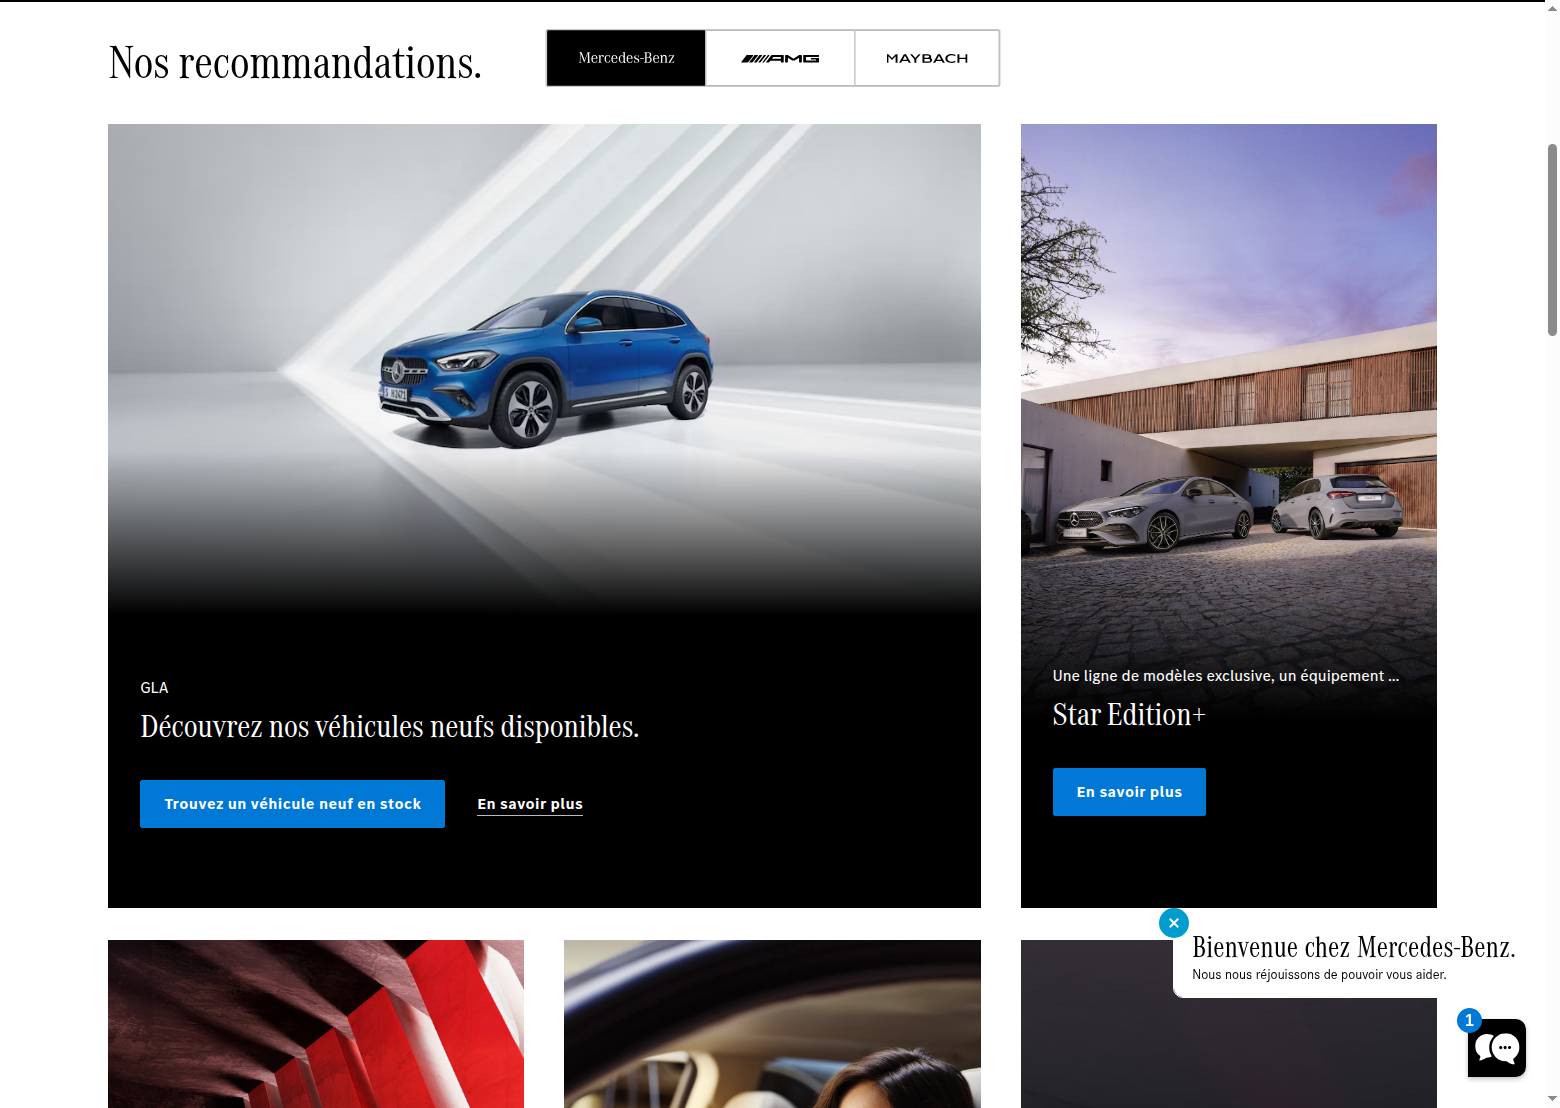 Nos recommandations.
Mercedes-Benz
AMG
MAYBACH
GLA
Découvrez nos véhicules neufs disponibles.
Trouvez un véhicule neuf en stock
En savoir plus
Une ligne de modèles exclusive, un équipement ...
Star Edition+
En savoir plus
Bienvenue chez Mercedes-Benz.
Nous nous réjouissons de pouvoir vous aider.
1